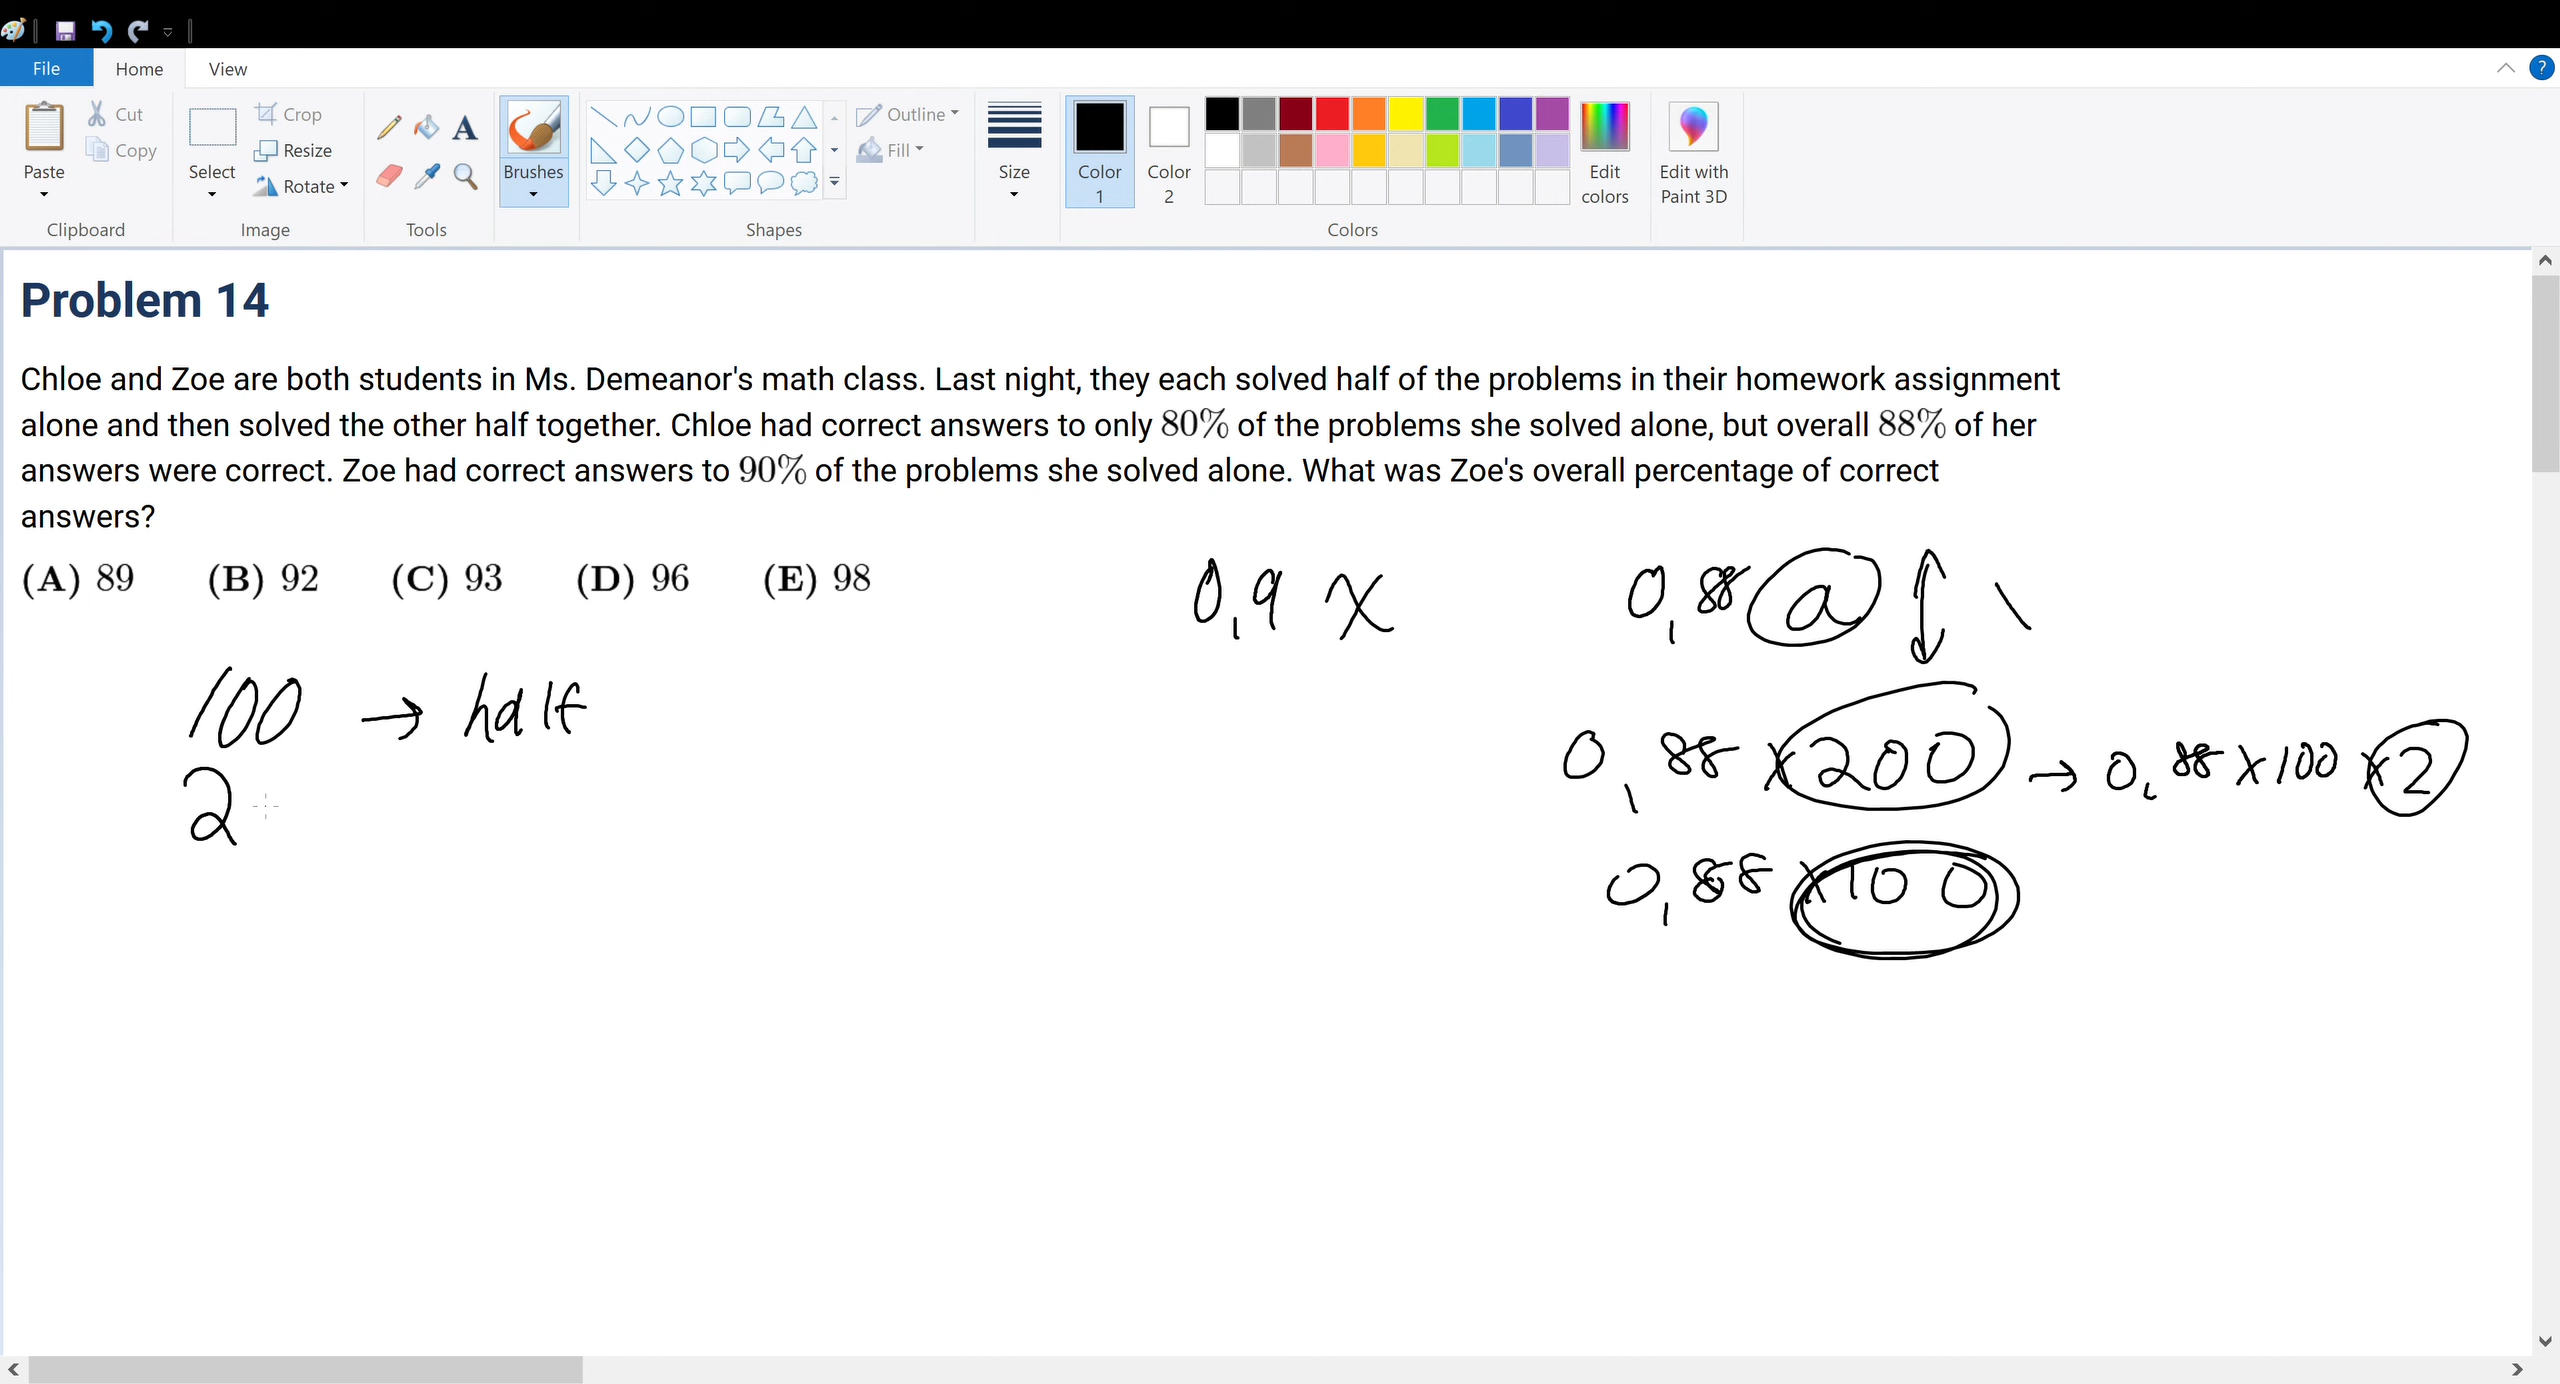 File Home View
Paste
Cut
Copy
Clipboard
Select
Crop
Resize
Rotate
Image
Tools
Brushes
Shapes
Outline
Fill
Size
Color 1
Color 2
Edit colors
Colors
Edit with Paint 3D
Problem 14
Chloe and Zoe are both students in Ms. Demeanor's math class. Last night, they each solved half of the problems in their homework assignment
alone and then solved the other half together. Chloe had correct answers to only 80% of the problems she solved alone, but overall 88% of her
answers were correct. Zoe had correct answers to 90% of the problems she solved alone. What was Zoe's overall percentage of correct
answers?
(A) 89 (B) 92 (C) 93 (D) 96 (E) 98
0,9 x 0,88 a
100 → half
2
0,88 x200 → 0,88 x100 x2
0,88 x100